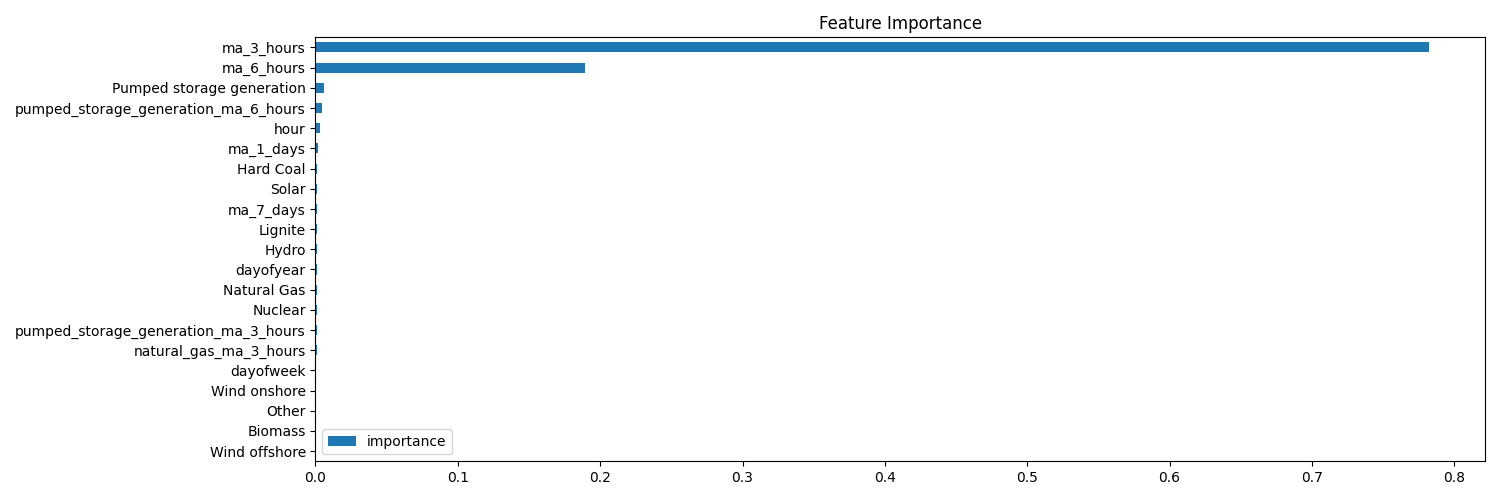 Feature Importance
ma_3_hours
ma_6_hours
Pumped storage generation
pumped_storage_generation_ma_6_hours
hour
ma_1_days
Hard Coal
Solar
ma_7_days
Lignite
Hydro
dayofyear
Natural Gas
Nuclear
pumped_storage_generation_ma_3_hours
natural_gas_ma_3_hours
dayofweek
Wind onshore
Other
Biomass
Wind offshore
importance
0.0 0.1 0.2 0.3 0.4 0.5 0.6 0.7 0.8